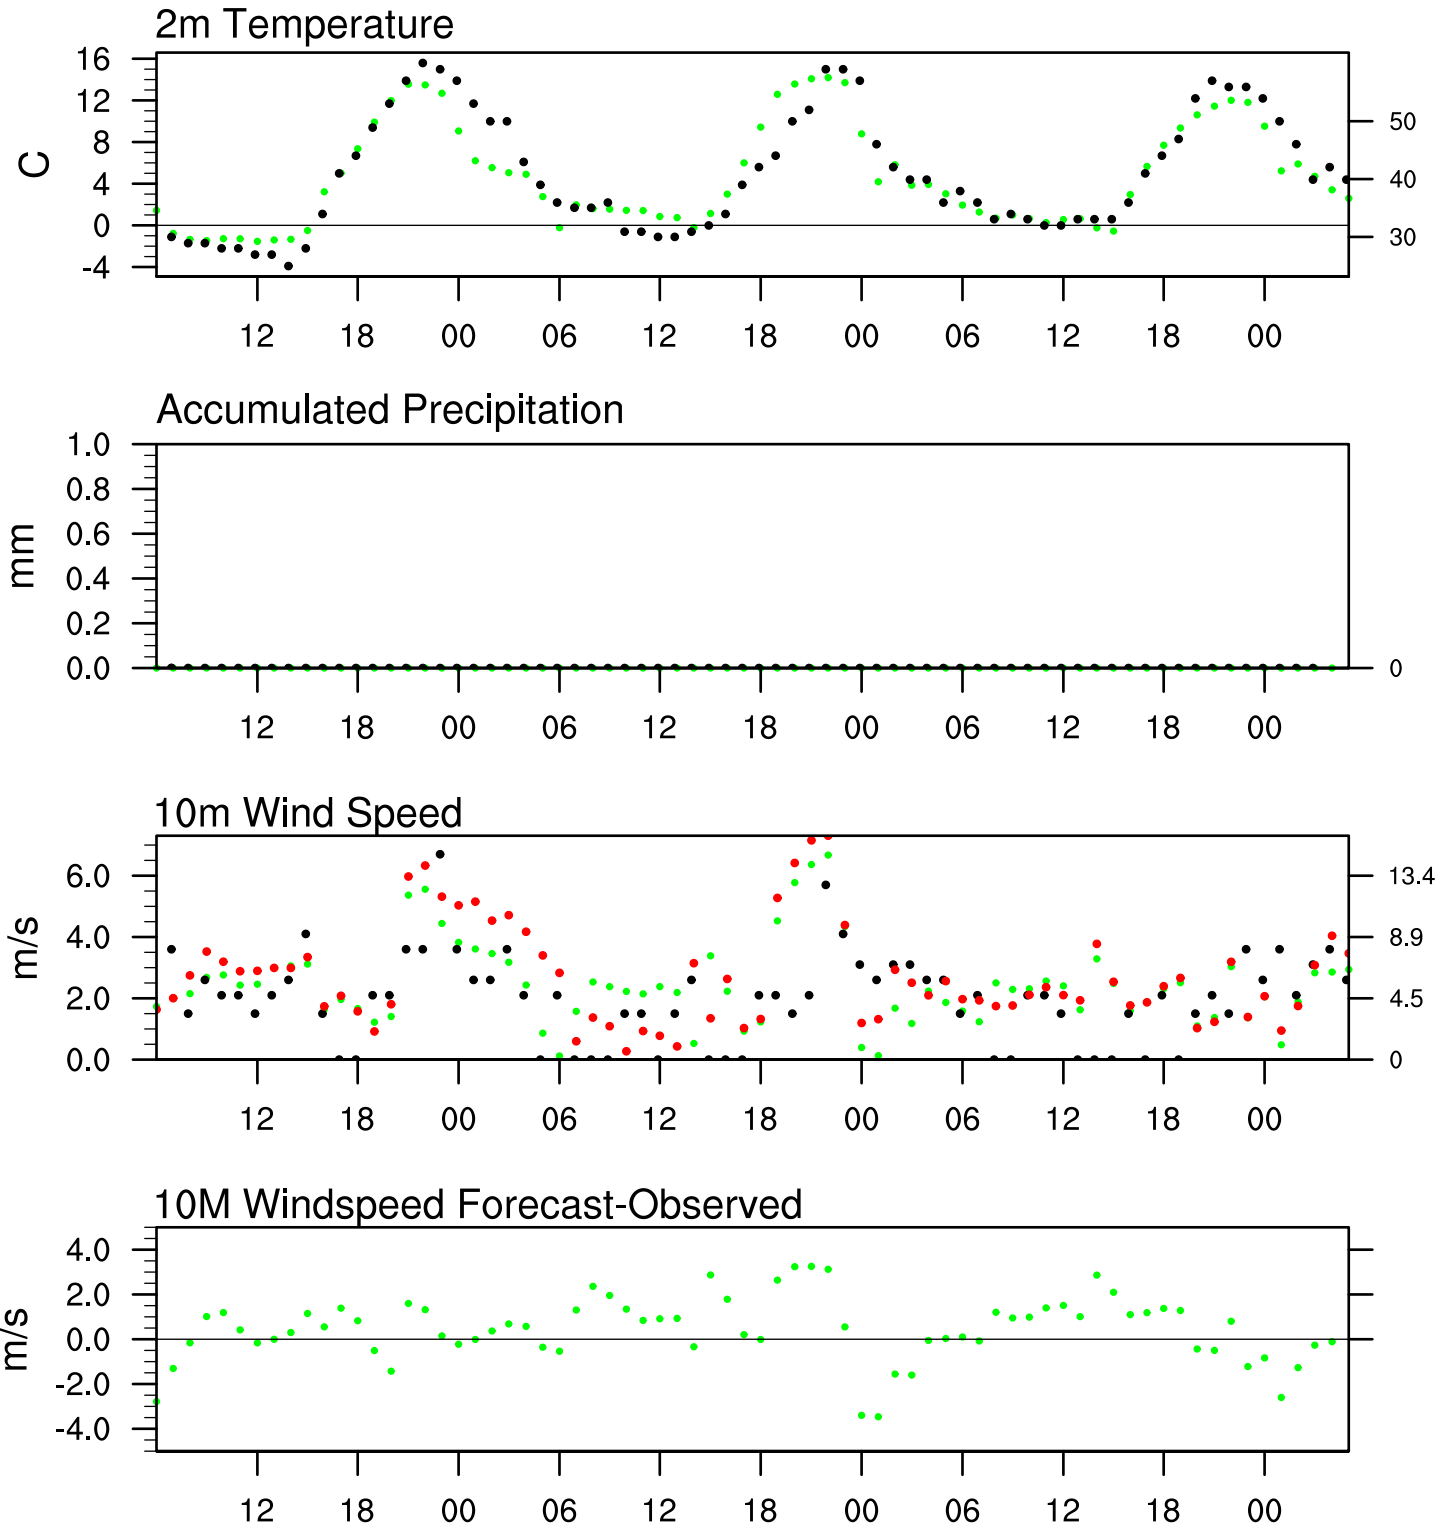 2m Temperature
16
12
8
4
0
-4
C
50
40
30
12 18 00 06 12 18 00 06 12 18 00
Accumulated Precipitation
1.0
0.8
0.6
0.4
0.2
0.0
mm
0
12 18 00 06 12 18 00 06 12 18 00
10m Wind Speed
6.0
4.0
2.0
0.0
m/s
13.4
8.9
4.5
0
12 18 00 06 12 18 00 06 12 18 00
10M Windspeed Forecast-Observed
4.0
2.0
0.0
-2.0
-4.0
m/s
12 18 00 06 12 18 00 06 12 18 00